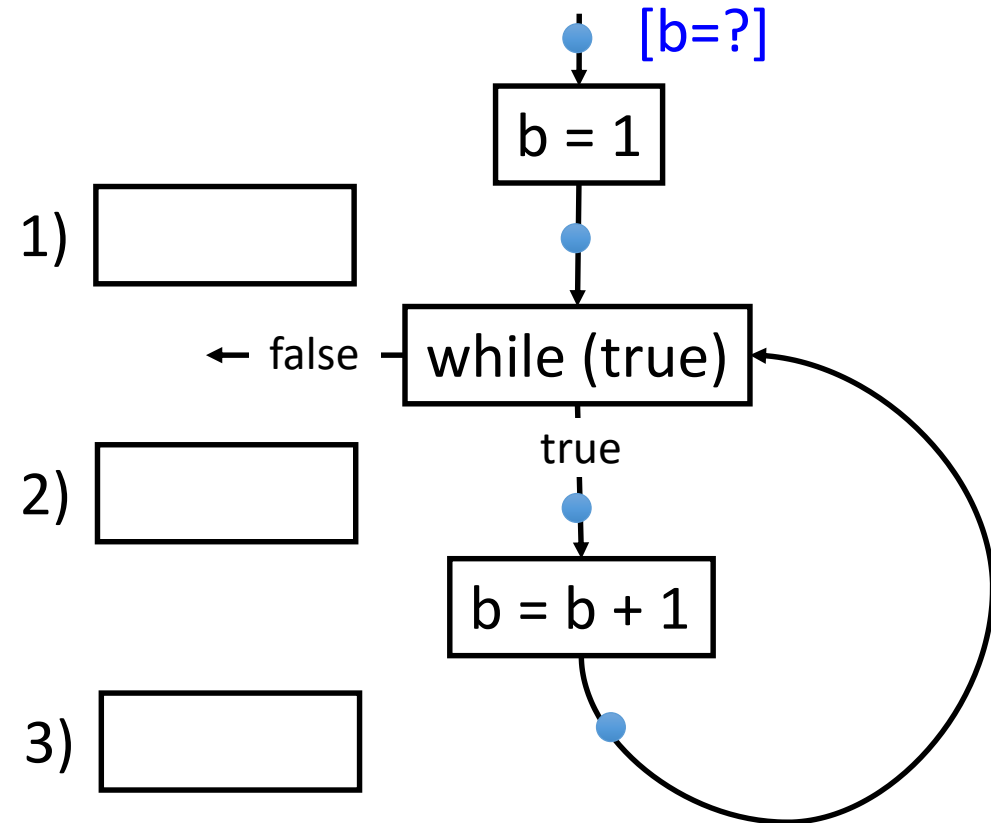 [b=?]
b = 1
1)
false
while (true)
true
2)
b = b + 1
3)